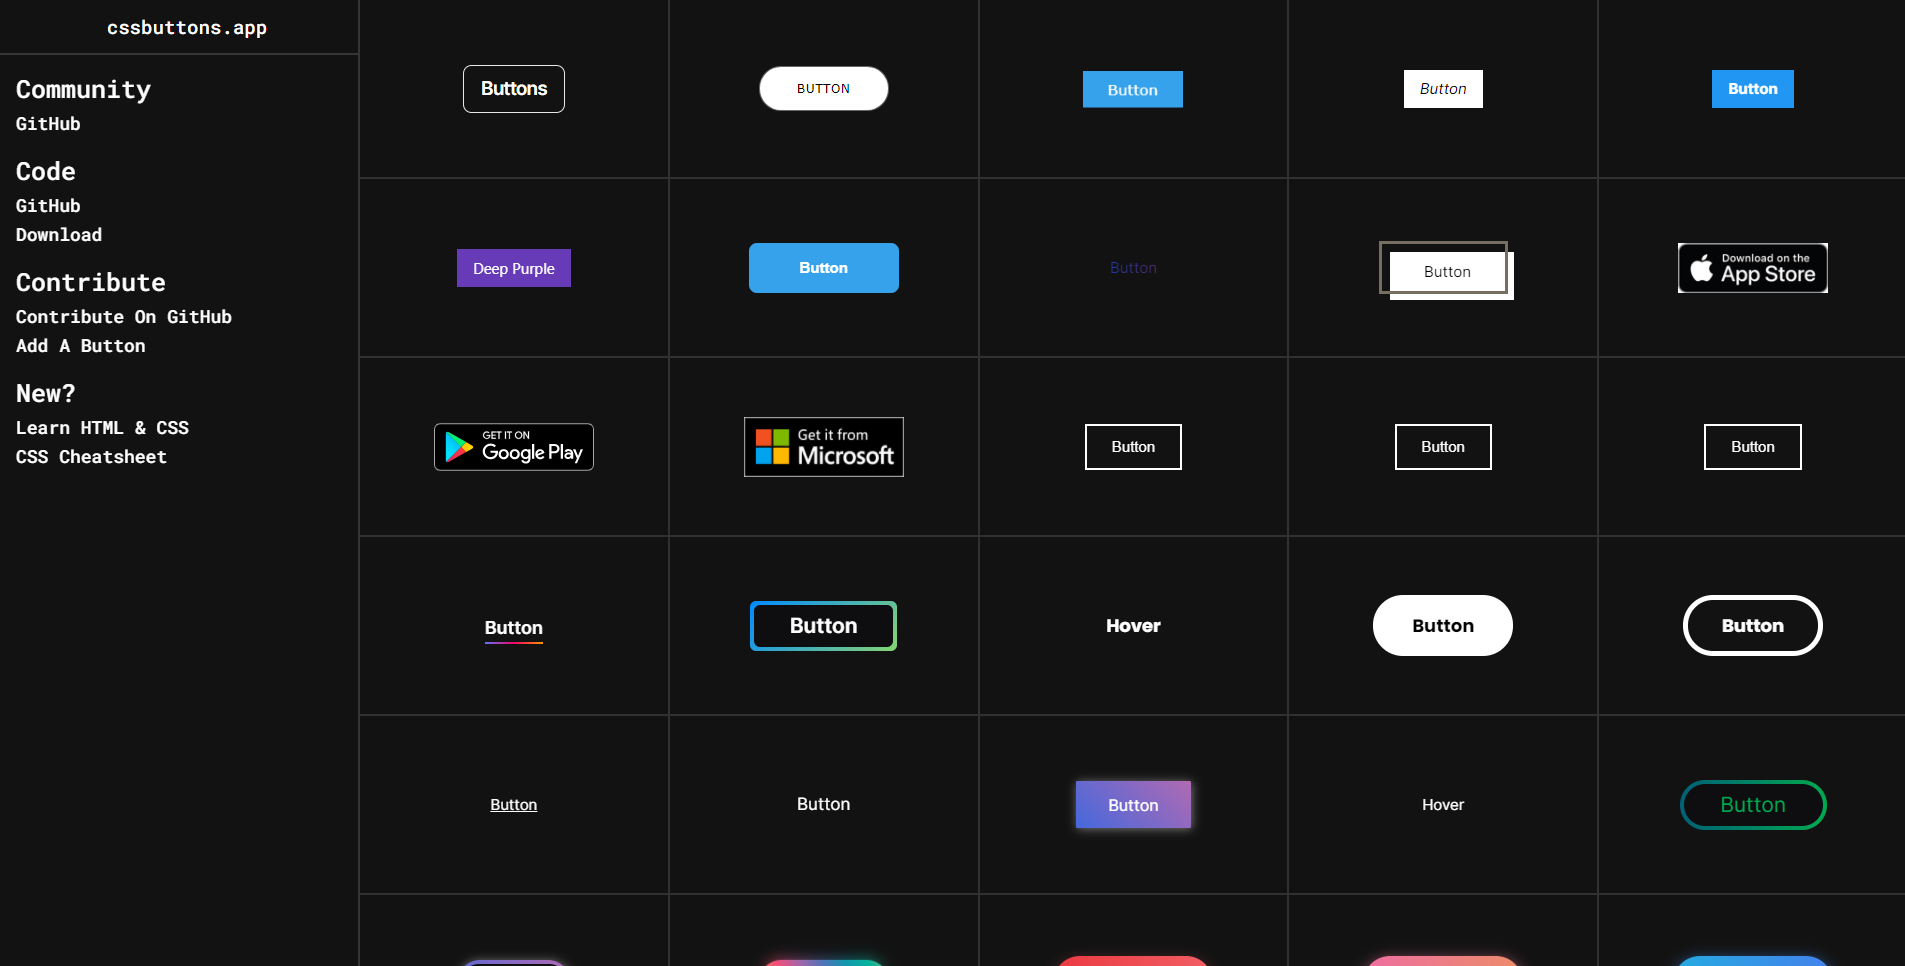 cssbuttons.app
Community
GitHub
Code
GitHub
Download
Contribute
Contribute On GitHub
Add A Button
New?
Learn HTML & CSS
CSS Cheatsheet
Buttons
BUTTON
Button
Button
Button
Deep Purple
Button
Button
Button
Download on the
App Store
GET IT ON
Google Play
Get it from
Microsoft
Button
Button
Button
Button
Button
Hover
Button
Button
Button
Button
Button
Hover
Button